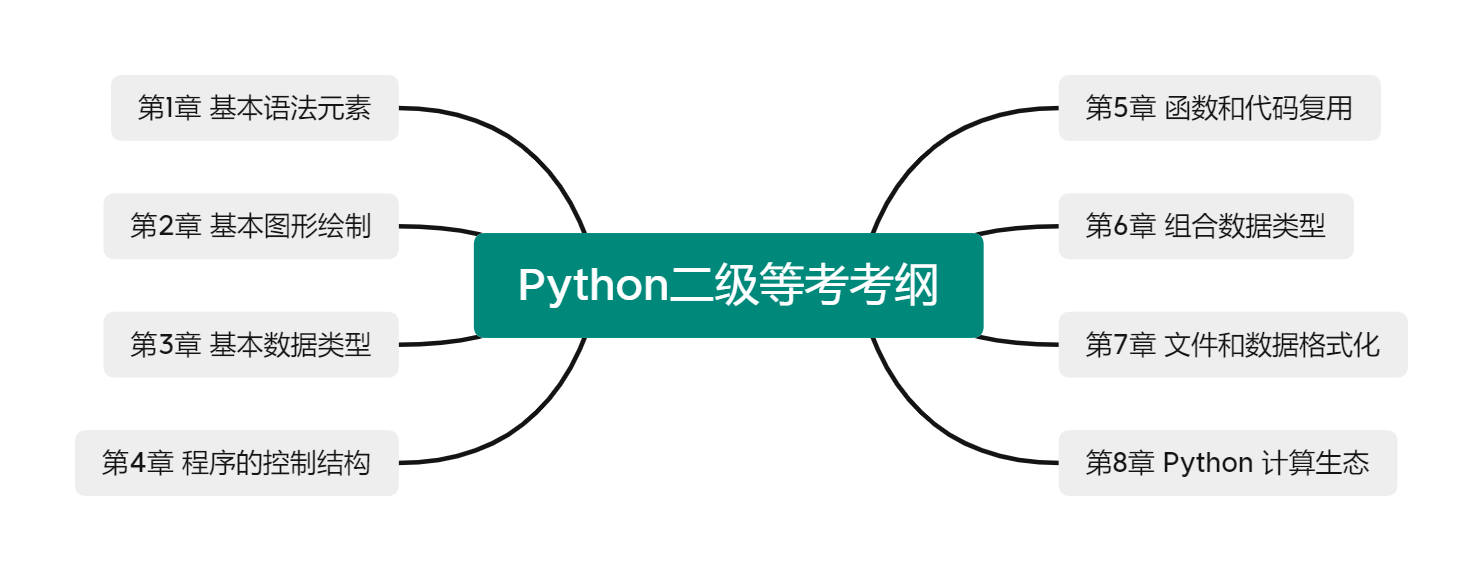 第1章 基本语法元素
第2章 基本图形绘制
第3章 基本数据类型
第4章 程序的控制结构
Python二级等考考纲
第5章 函数和代码复用
第6章 组合数据类型
第7章 文件和数据格式化
第8章 Python 计算生态